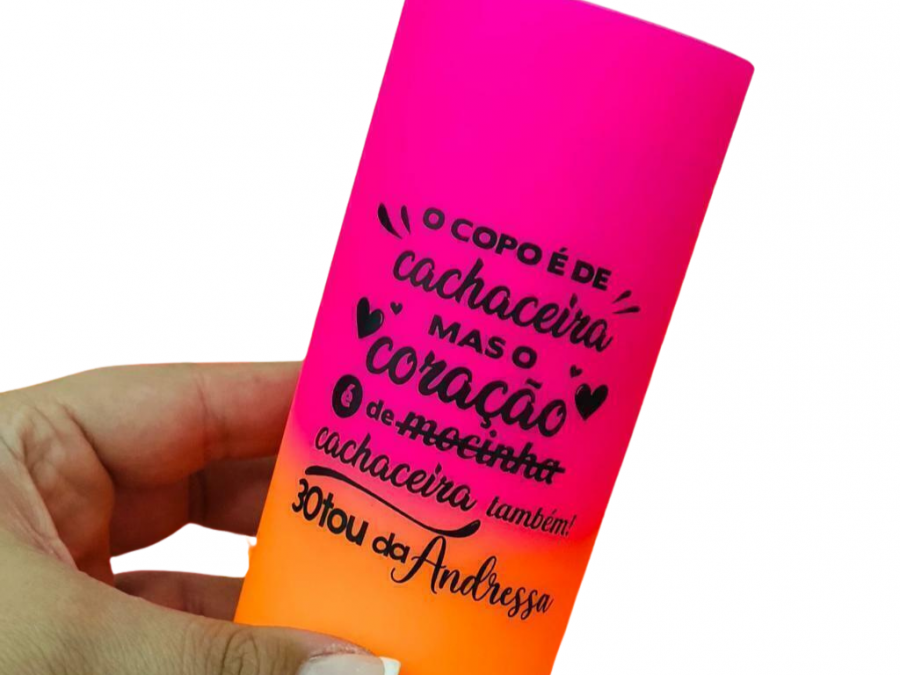 O COPO É DE
cachaceira
MAS O
coração
é de mocinha
cachaceira também!
30tou da Andressa